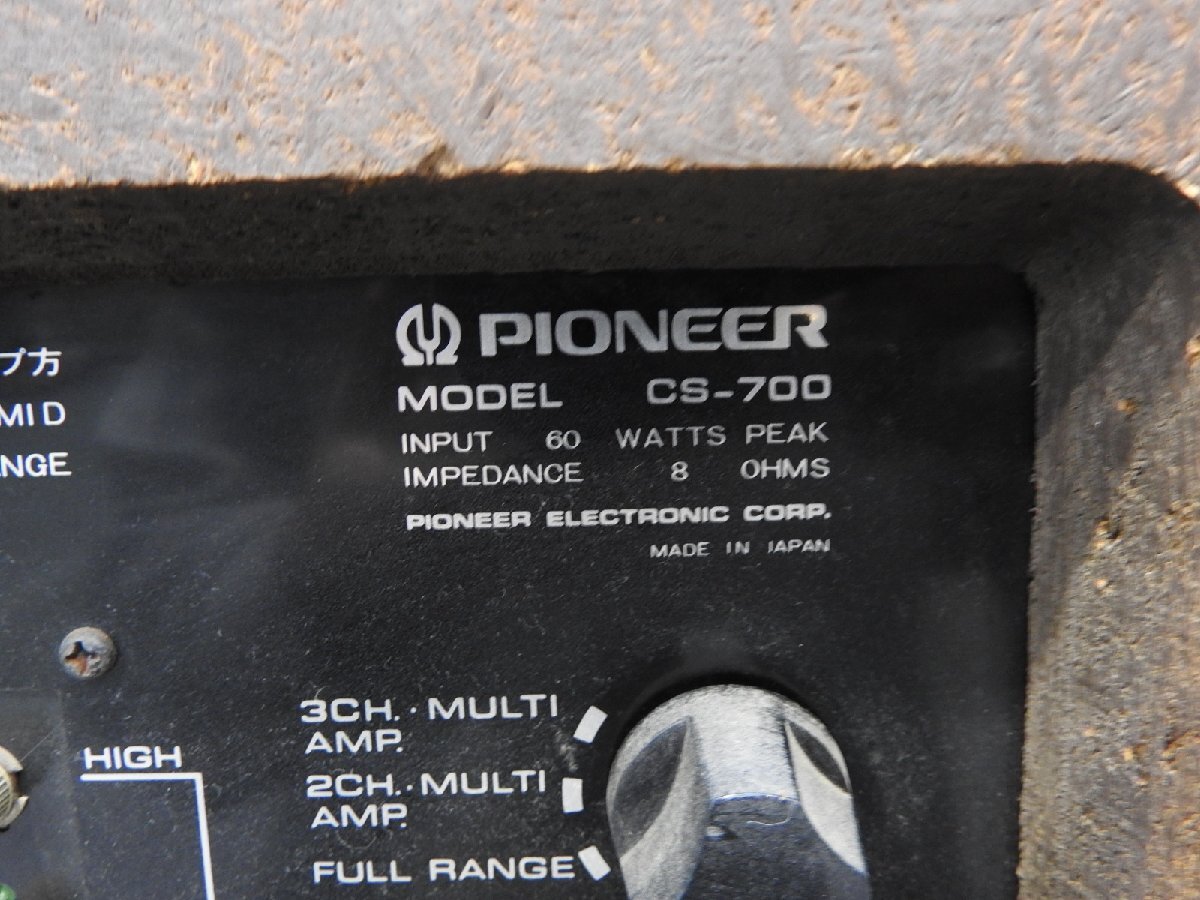 PIONEER
MODEL CS-700
INPUT 60 WATTS PEAK
IMPEDANCE 8 OHMS
PIONEER ELECTRONIC CORP.
MADE IN JAPAN
プ方
MID
NGE
3CH.·MULTI
AMP.
2CH.·MULTI
AMP.
FULL RANGE
HIGH